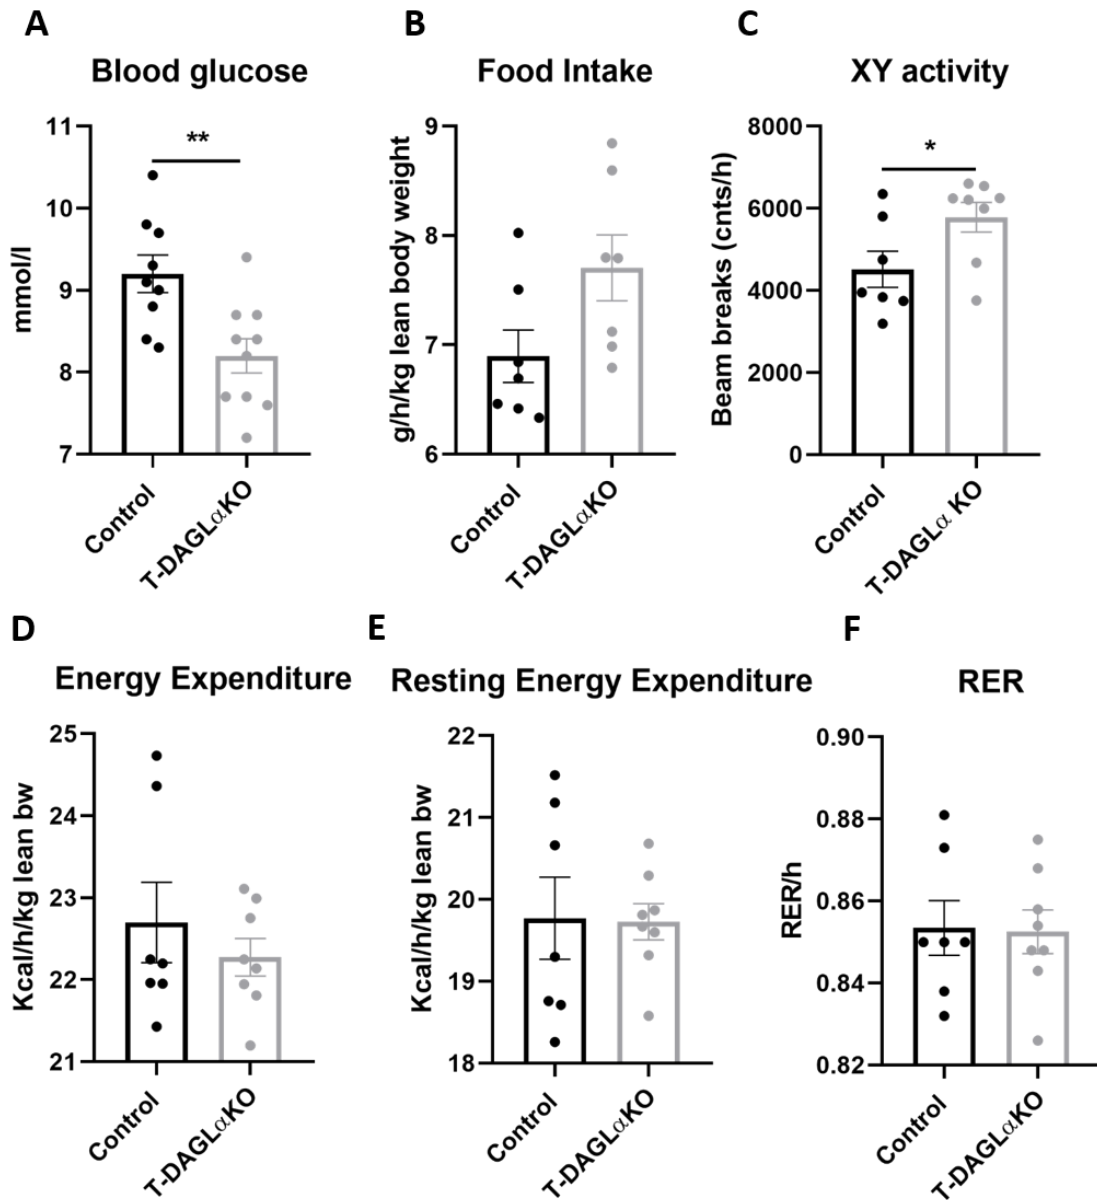 A
Blood glucose
**
mmol/l
11
10
9
8
7
Control
T-DAGLαKO
B
Food Intake
g/h/kg lean body weight
9
8
7
6
Control
T-DAGLαKO
C
XY activity
*
Beam breaks (cnts/h)
8000
6000
4000
2000
0
Control
T-DAGLα KO
D
Energy Expenditure
Kcal/h/kg lean bw
25
24
23
22
21
Control
T-DAGLαKO
E
Resting Energy Expenditure
Kcal/h/kg lean bw
22
21
20
19
18
Control
T-DAGLαKO
F
RER
RER/h
0.90
0.88
0.86
0.84
0.82
Control
T-DAGLαKO